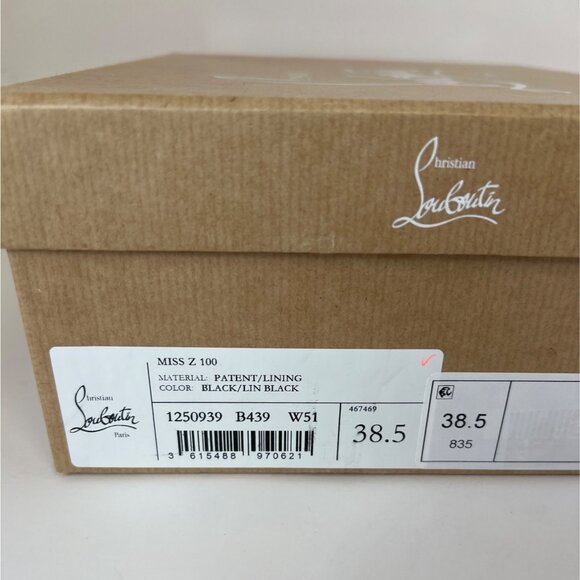 Christian
Louboutin
MISS Z 100
MATERIAL: PATENT/LINING
COLOR: BLACK/LIN BLACK
Christian
Louboutin
Paris
1250939 B439 W51
3 615488 970621
467469
38.5
38.5
835